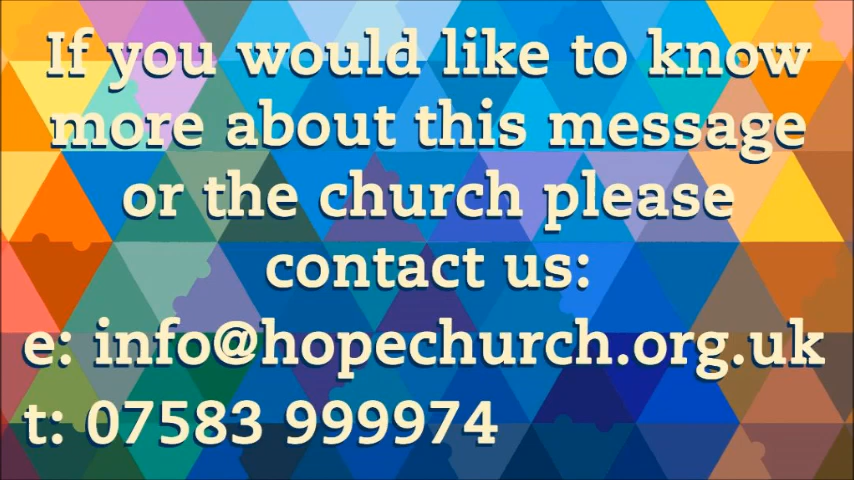 If you would like to know
more about this message
or the church please
contact us:
e: info@hopechurch.org.uk
t: 07583 999974